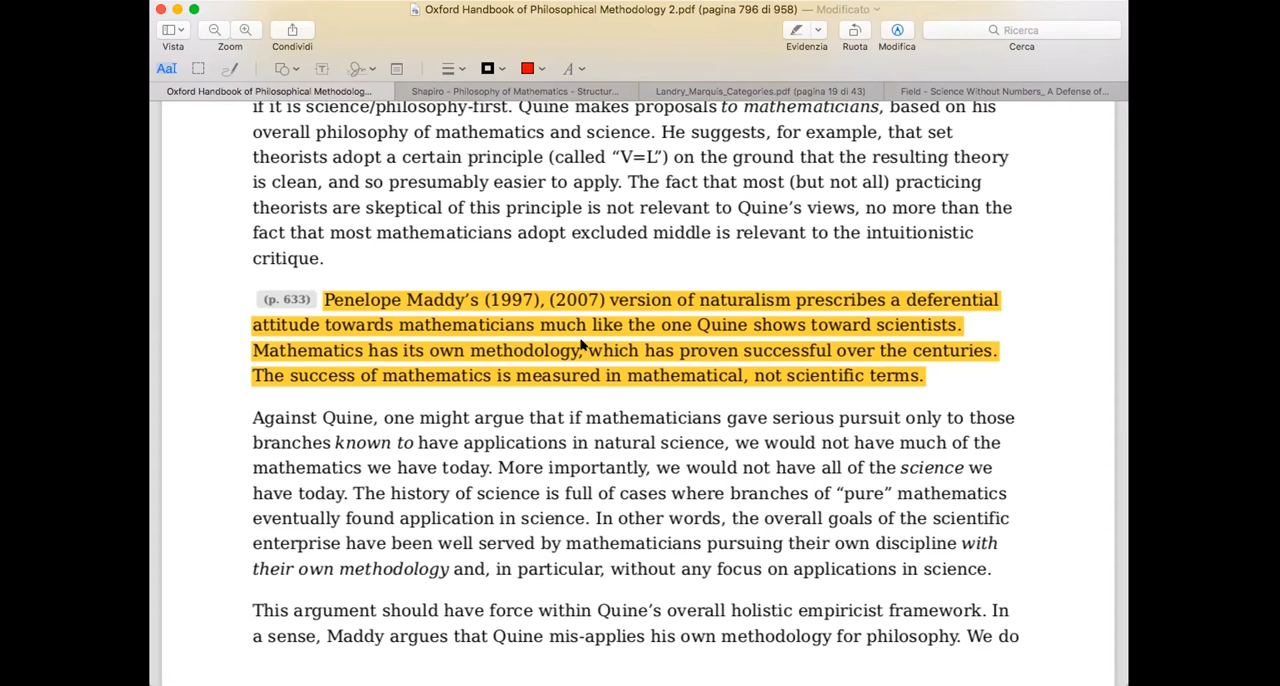 Oxford Handbook of Philosophical Methodology 2.pdf (pagina 796 di 958) — Modificato
Vista
Zoom
Condividi
Evidenzia
Ruota
Modifica
Ricerca
Cerca
AaI
T
A
Oxford Handbook of Philosophical Methodolog...
Shapiro - Philosophy of Mathematics - Structur...
Landry_Marquis_Categories.pdf (pagina 19 di 43)
Field - Science Without Numbers_ A Defense of...
if it is science/philosophy-first. Quine makes proposals to mathematicians, based on his
overall philosophy of mathematics and science. He suggests, for example, that set
theorists adopt a certain principle (called “V=L”) on the ground that the resulting theory
is clean, and so presumably easier to apply. The fact that most (but not all) practicing
theorists are skeptical of this principle is not relevant to Quine’s views, no more than the
fact that most mathematicians adopt excluded middle is relevant to the intuitionistic
critique.
(p. 633) Penelope Maddy’s (1997), (2007) version of naturalism prescribes a deferential
attitude towards mathematicians much like the one Quine shows toward scientists.
Mathematics has its own methodology, which has proven successful over the centuries.
The success of mathematics is measured in mathematical, not scientific terms.
Against Quine, one might argue that if mathematicians gave serious pursuit only to those
branches known to have applications in natural science, we would not have much of the
mathematics we have today. More importantly, we would not have all of the science we
have today. The history of science is full of cases where branches of “pure” mathematics
eventually found application in science. In other words, the overall goals of the scientific
enterprise have been well served by mathematicians pursuing their own discipline with
their own methodology and, in particular, without any focus on applications in science.
This argument should have force within Quine’s overall holistic empiricist framework. In
a sense, Maddy argues that Quine mis-applies his own methodology for philosophy. We do